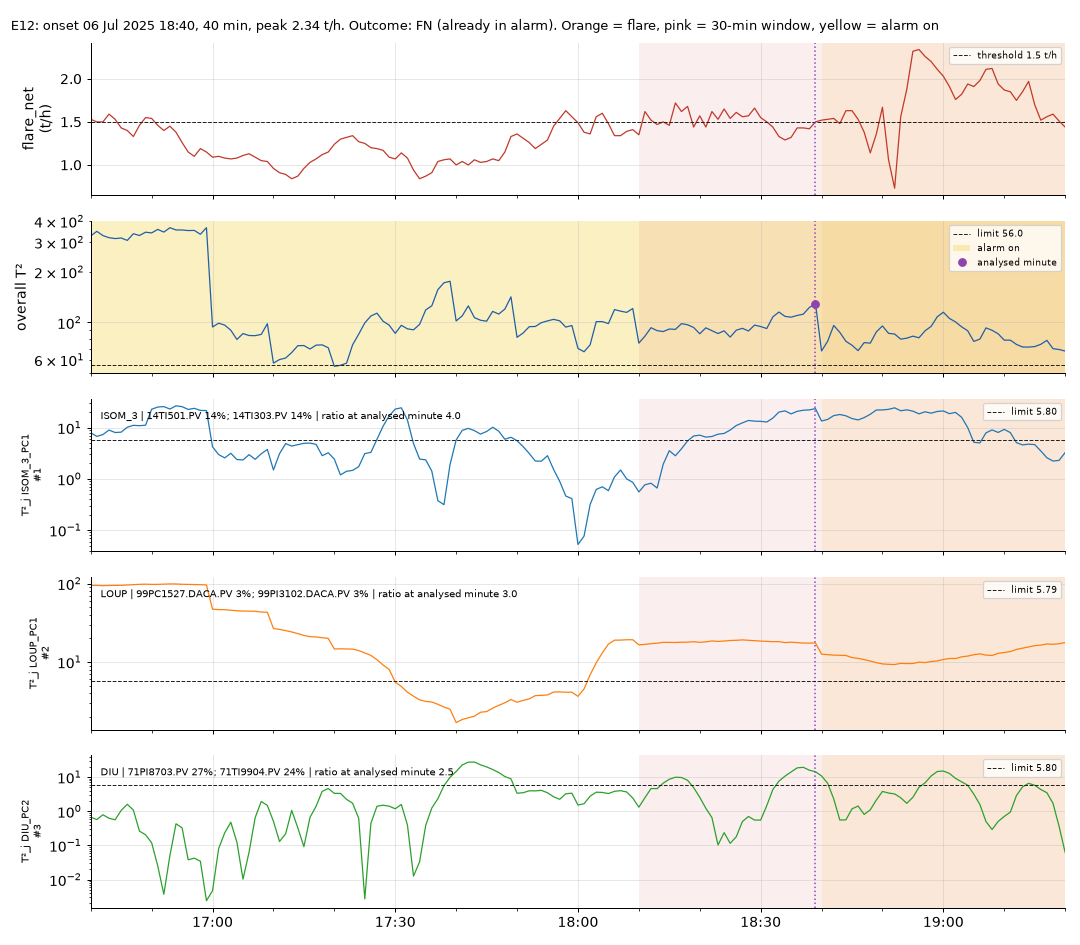 E12: onset 06 Jul 2025 18:40, 40 min, peak 2.34 t/h. Outcome: FN (already in alarm). Orange = flare, pink = 30-min window, yellow = alarm on
flare_net
(t/h)
2.0
1.5
1.0
threshold 1.5 t/h
overall T²
4 × 10²
3 × 10²
2 × 10²
10²
6 × 10¹
limit 56.0
alarm on
analysed minute
T²_j ISOM_3_PC1
#1
10¹
10⁰
10⁻¹
ISOM_3 | 14TI501.PV 14%; 14TI303.PV 14% | ratio at analysed minute 4.0
limit 5.80
T²_j LOUP_PC1
#2
10²
10¹
LOUP | 99PC1527.DACA.PV 3%; 99PI3102.DACA.PV 3% | ratio at analysed minute 3.0
limit 5.79
T²_j DIU_PC2
#3
10¹
10⁰
10⁻¹
10⁻²
DIU | 71PI8703.PV 27%; 71TI9904.PV 24% | ratio at analysed minute 2.5
limit 5.80
17:00
17:30
18:00
18:30
19:00